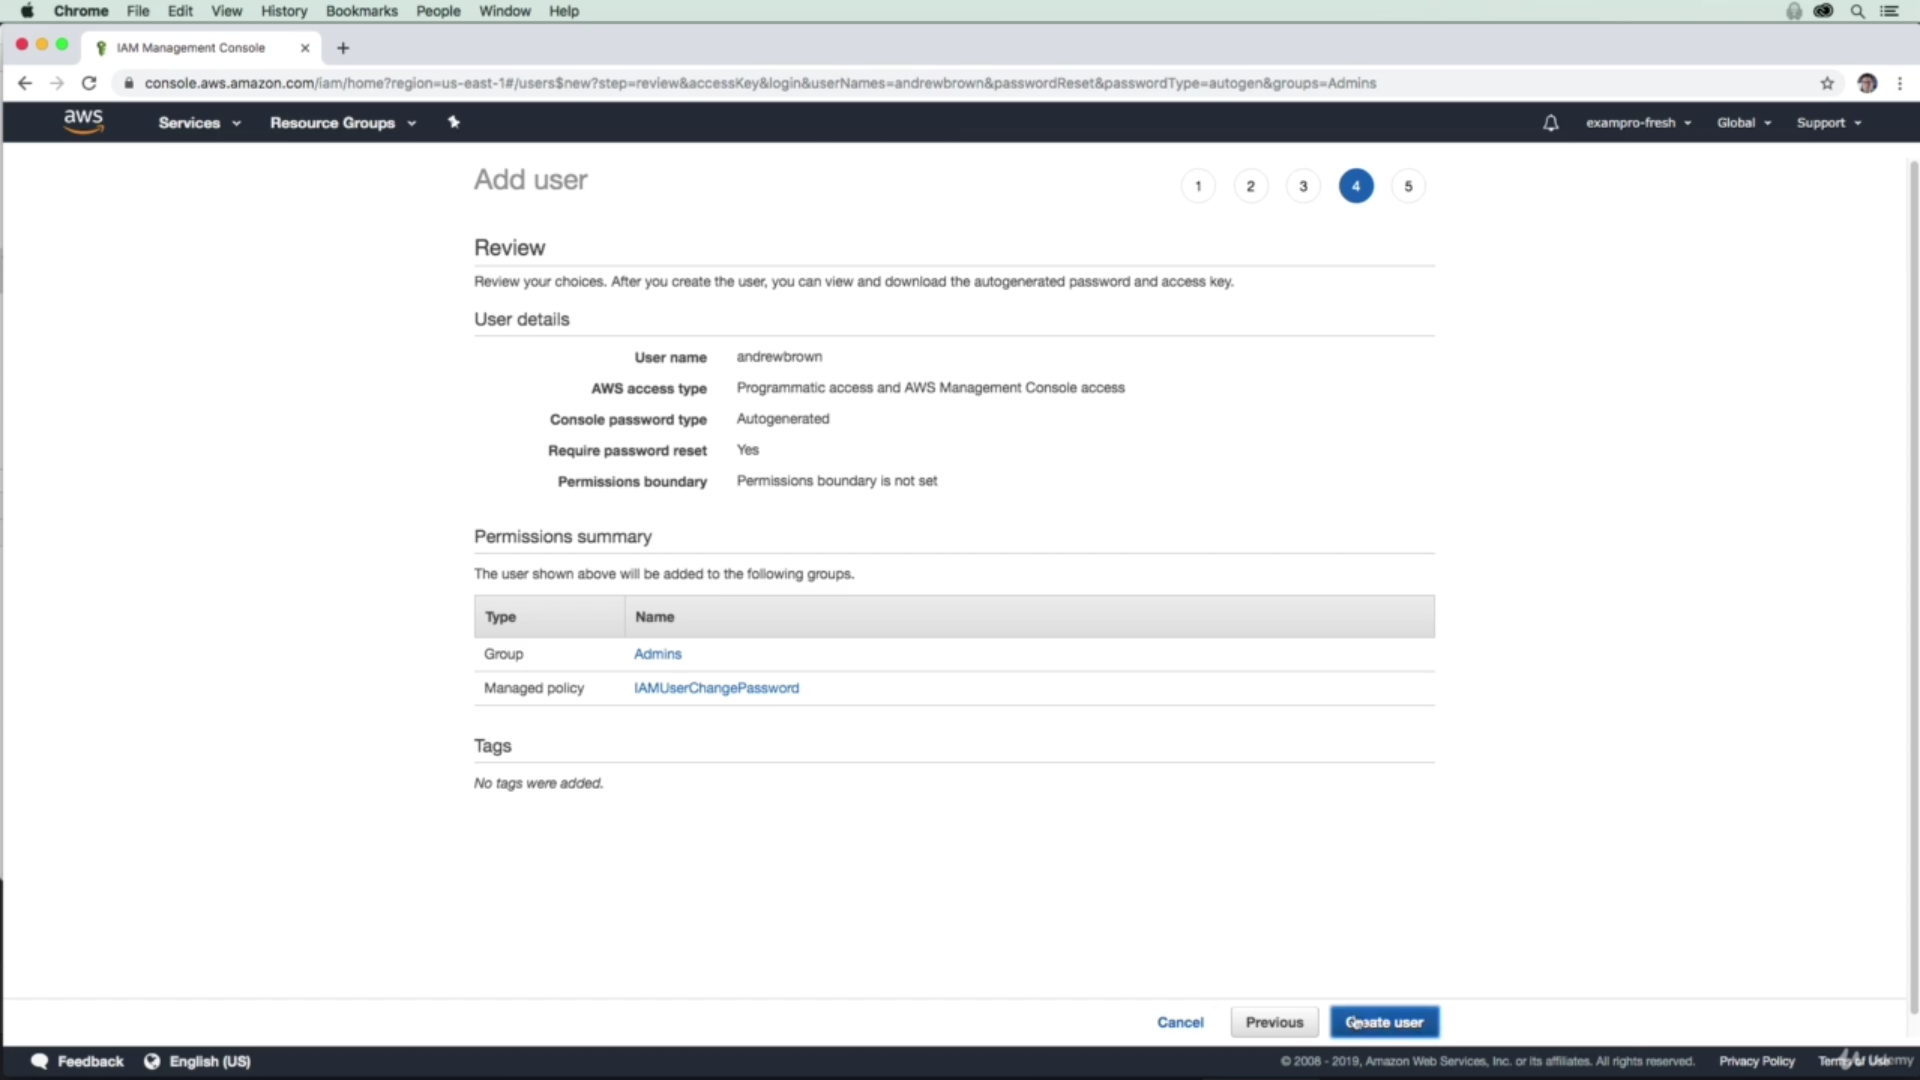 Chrome File Edit View History Bookmarks People Window Help
IAM Management Console
console.aws.amazon.com/iam/home?region=us-east-1#/users$new?step=review&accessKey&login&userNames=andrewbrown&passwordReset&passwordType=autogen&groups=Admins
aws Services Resource Groups exampro-fresh Global Support
Add user 1 2 3 4 5
Review
Review your choices. After you create the user, you can view and download the autogenerated password and access key.
User details
User name andrewbrown
AWS access type Programmatic access and AWS Management Console access
Console password type Autogenerated
Require password reset Yes
Permissions boundary Permissions boundary is not set
Permissions summary
The user shown above will be added to the following groups.
Type Name
Group Admins
Managed policy IAMUserChangePassword
Tags
No tags were added.
Cancel Previous Create user
Feedback English (US) © 2008 - 2019, Amazon Web Services, Inc. or its affiliates. All rights reserved. Privacy Policy Terms of Use Udemy